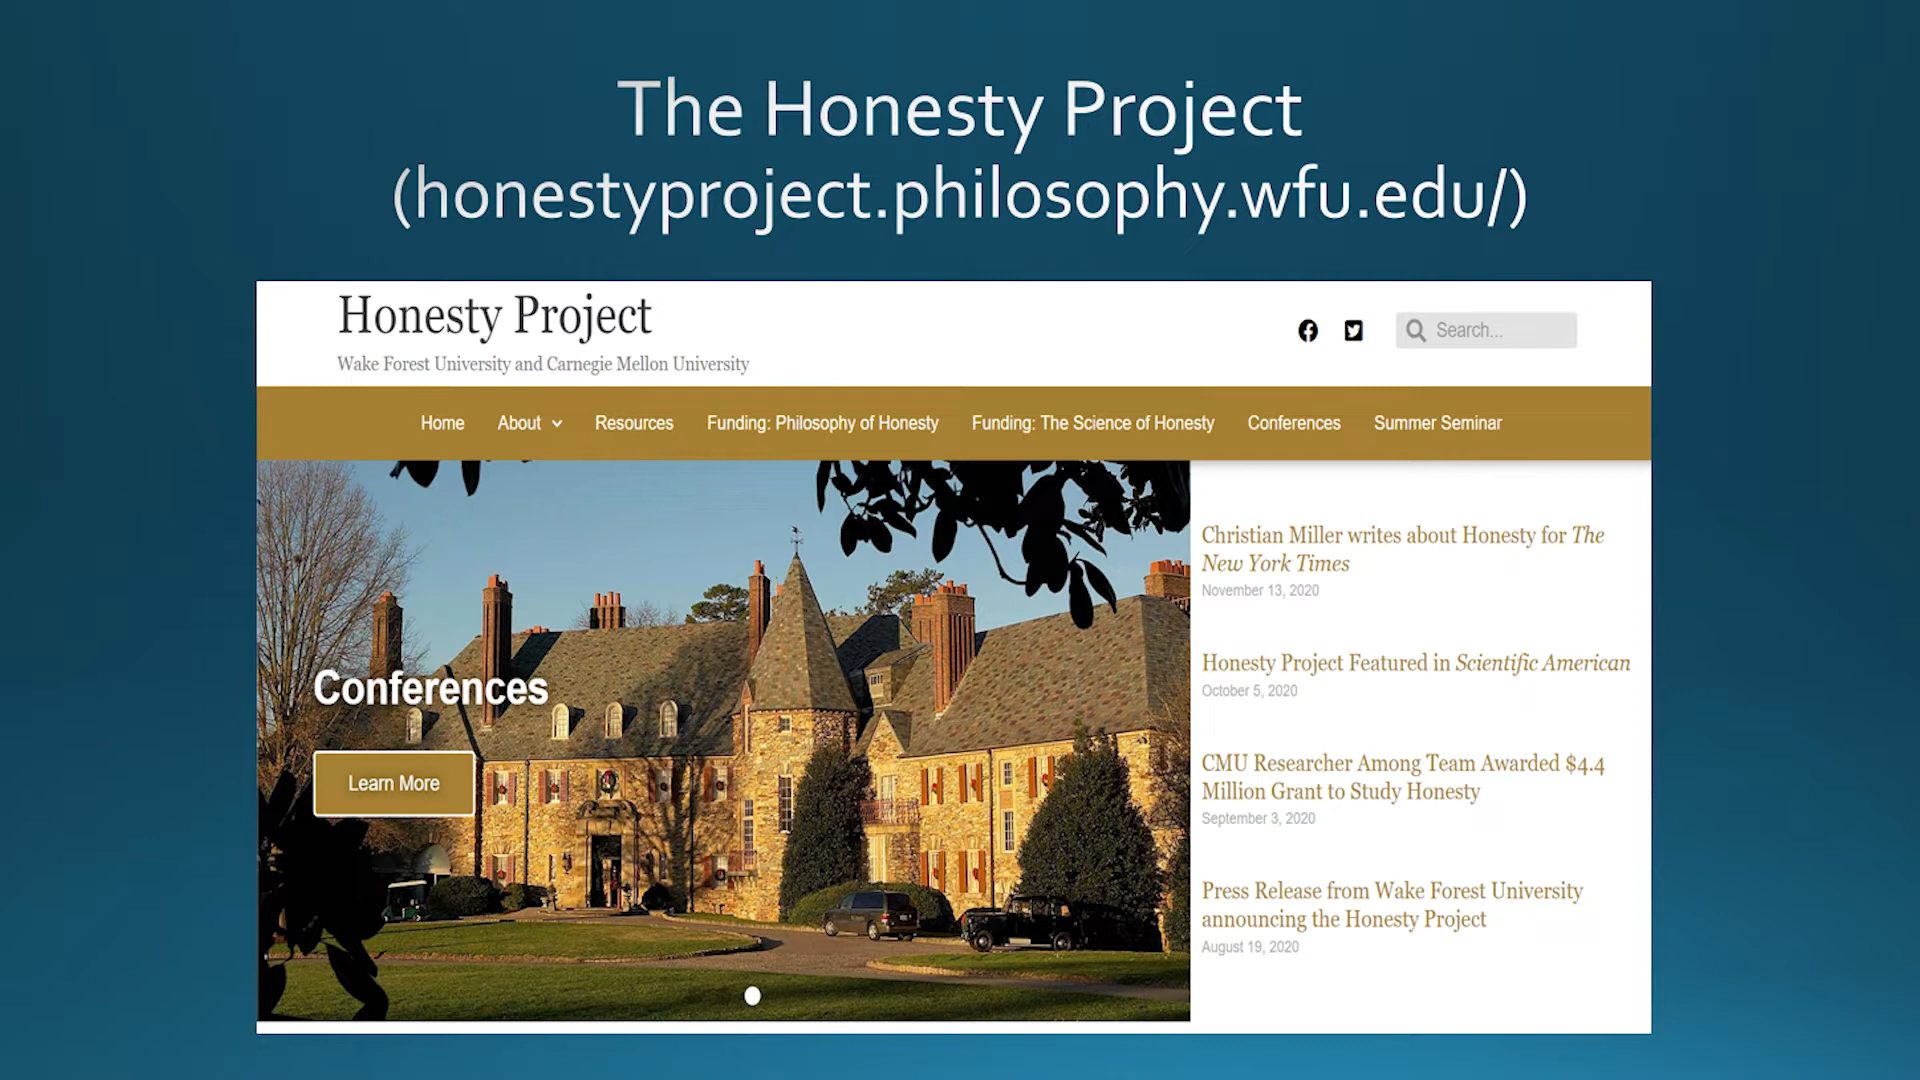 The Honesty Project
(honestyproject.philosophy.wfu.edu/)
Honesty Project
Wake Forest University and Carnegie Mellon University
Search...
Home About Resources Funding: Philosophy of Honesty Funding: The Science of Honesty Conferences Summer Seminar
Conferences
Learn More
Christian Miller writes about Honesty for The
New York Times
November 13, 2020
Honesty Project Featured in Scientific American
October 5, 2020
CMU Researcher Among Team Awarded $4.4
Million Grant to Study Honesty
September 3, 2020
Press Release from Wake Forest University
announcing the Honesty Project
August 19, 2020